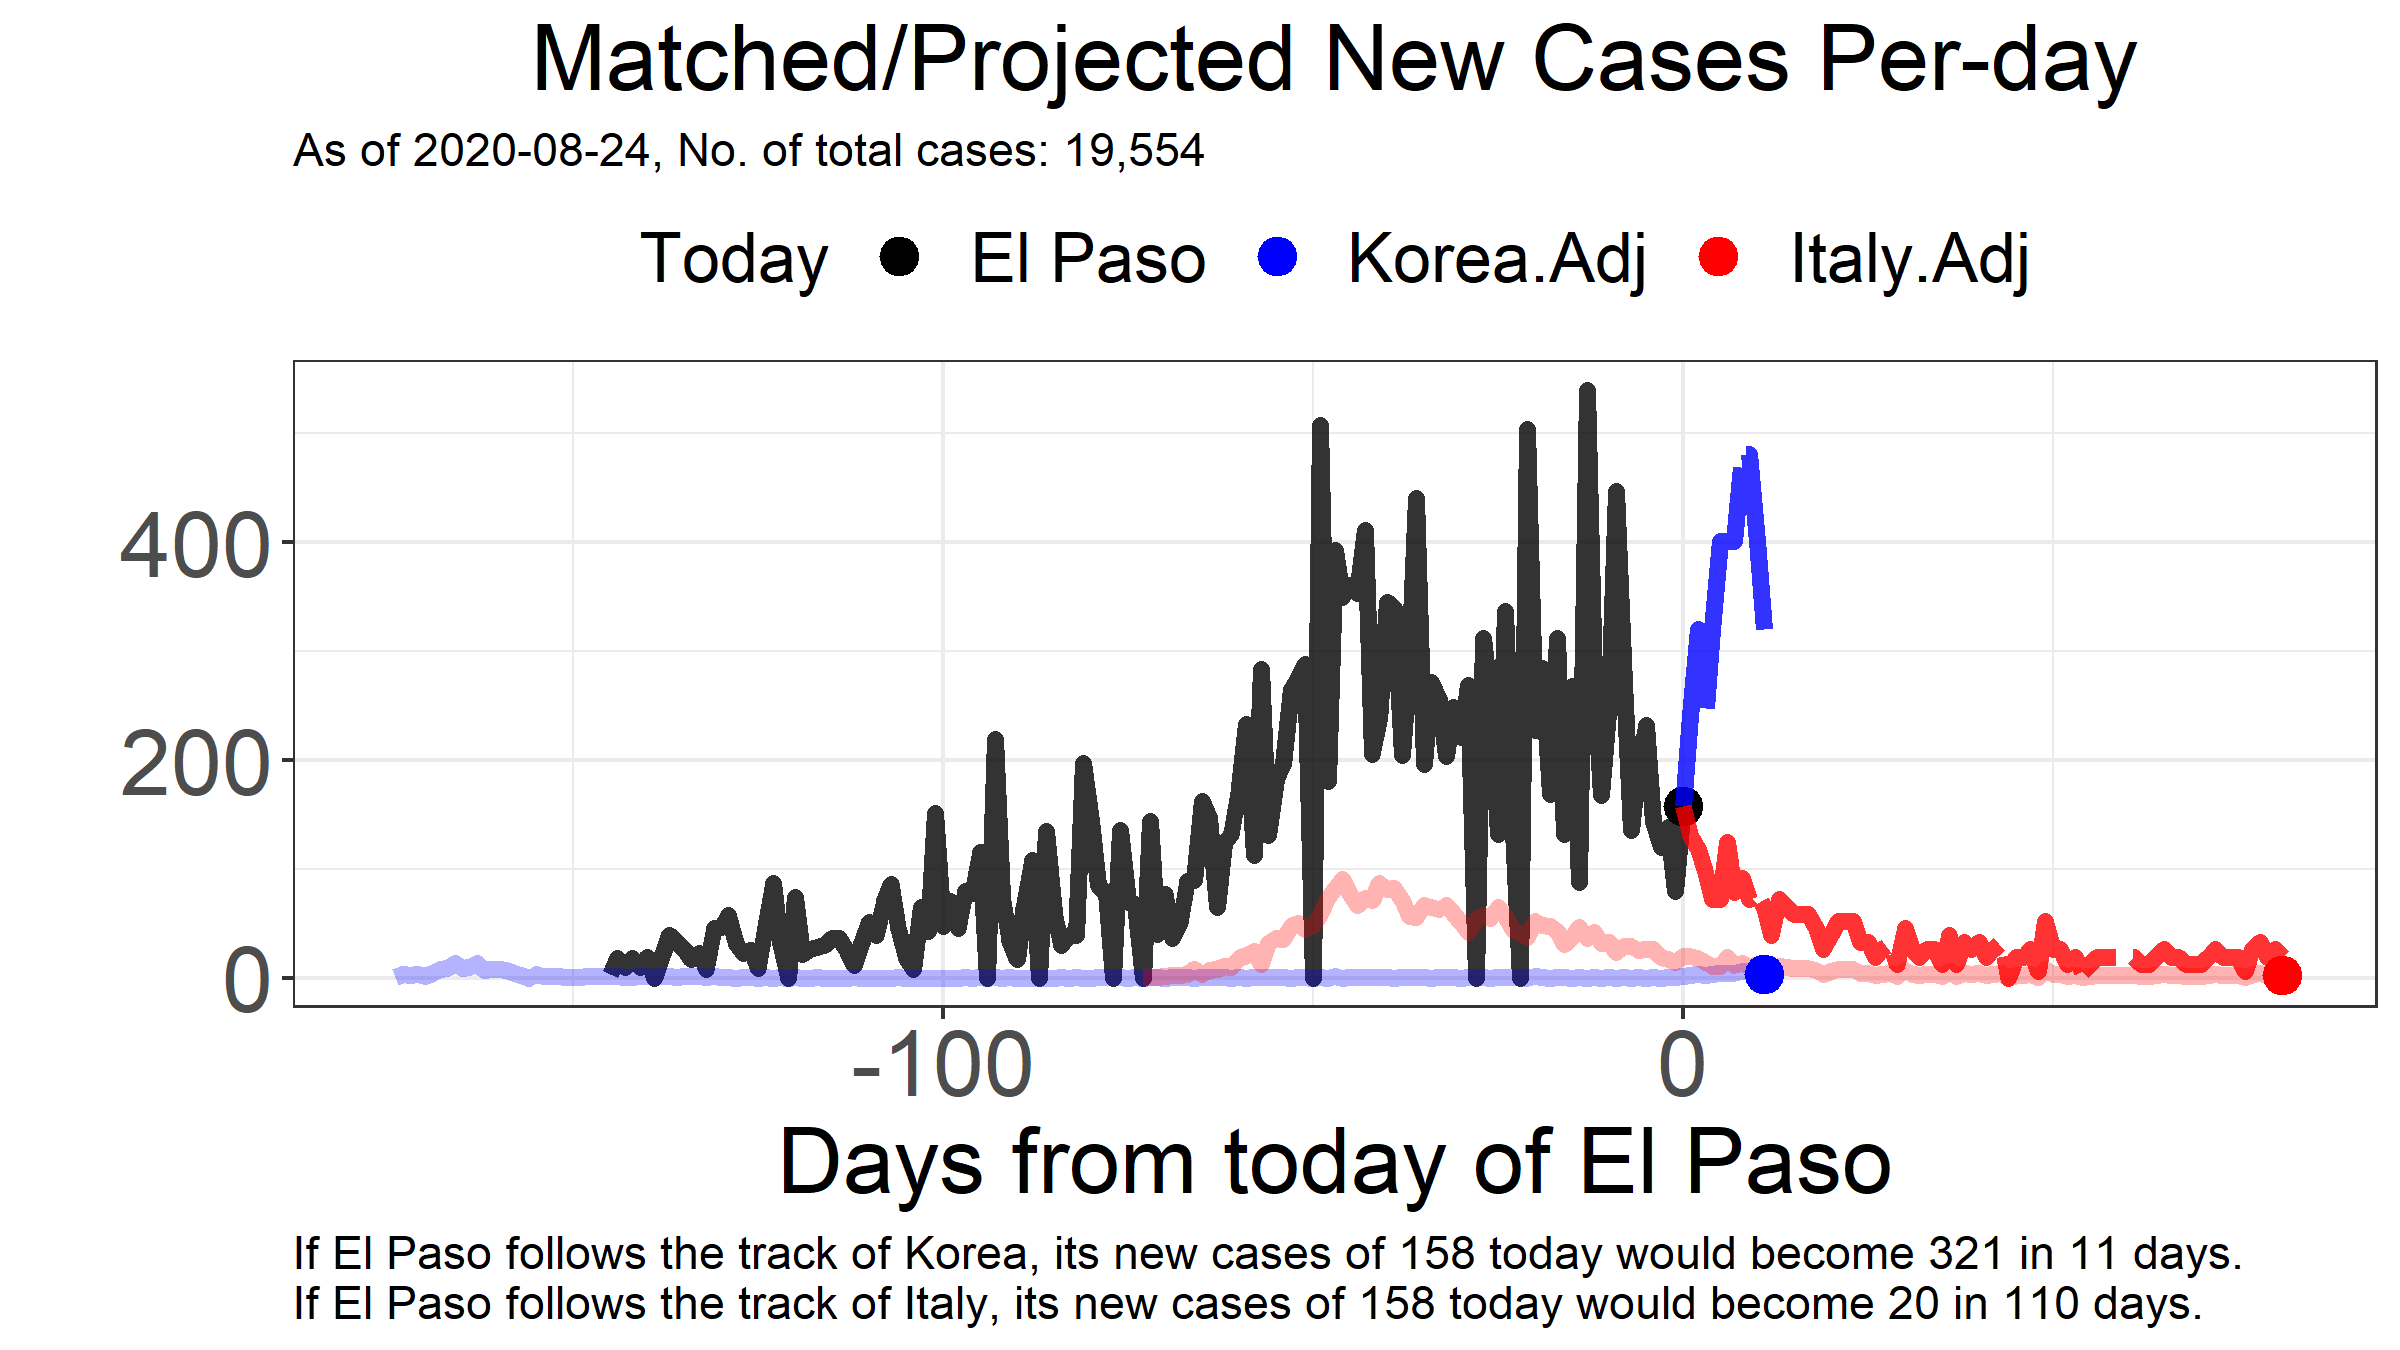 Matched/Projected New Cases Per-day
As of 2020-08-24, No. of total cases: 19,554
Today El Paso Korea.Adj Italy.Adj
400
200
0
-100 0
Days from today of El Paso
If El Paso follows the track of Korea, its new cases of 158 today would become 321 in 11 days.
If El Paso follows the track of Italy, its new cases of 158 today would become 20 in 110 days.